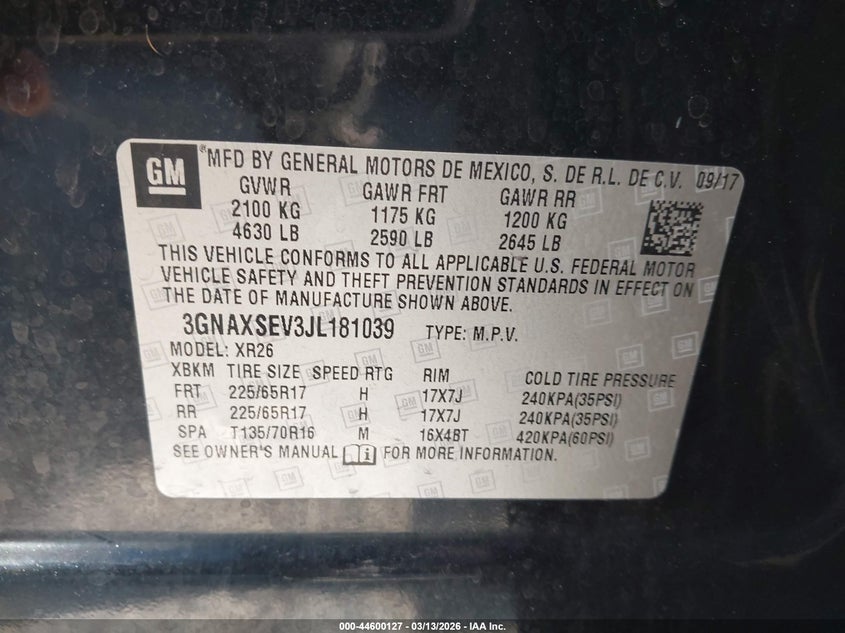 GM ®MFD BY GENERAL MOTORS DE MEXICO, S. DE R.L. DE C.V. 09/17
GVWR GAWR FRT GAWR RR
2100 KG 1175 KG 1200 KG
4630 LB 2590 LB 2645 LB
THIS VEHICLE CONFORMS TO ALL APPLICABLE U.S. FEDERAL MOTOR
VEHICLE SAFETY AND THEFT PREVENTION STANDARDS IN EFFECT ON
THE DATE OF MANUFACTURE SHOWN ABOVE.
3GNAXSEV3JL181039 TYPE: M.P.V.
MODEL: XR26
XBKM TIRE SIZE SPEED RTG RIM COLD TIRE PRESSURE
FRT 225/65R17 H 17X7J 240KPA(35PSI)
RR 225/65R17 H 17X7J 240KPA(35PSI)
SPA T135/70R16 M 16X4BT 420KPA(60PSI)
SEE OWNER'S MANUAL i FOR MORE INFORMATION.
000-44600127 - 03/13/2026 - IAA Inc.